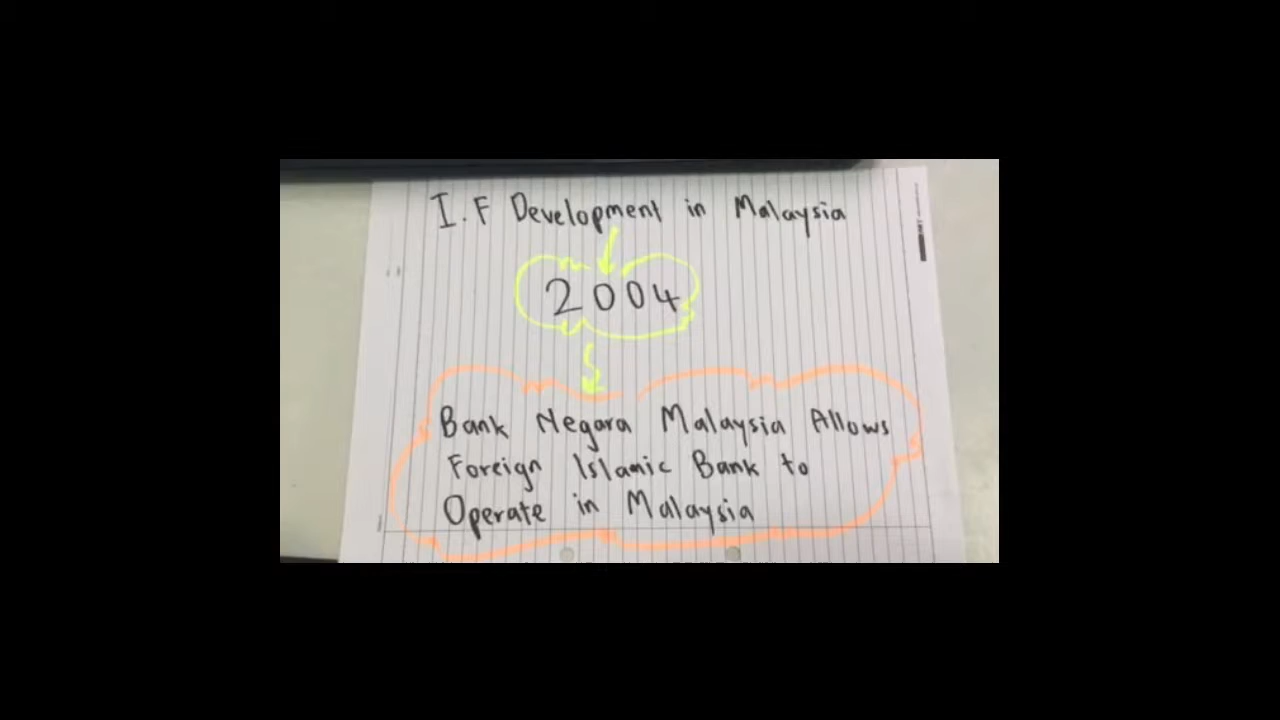 I.F Development in Malaysia
2004
Bank Negara Malaysia Allows
Foreign Islamic Bank to
Operate in Malaysia